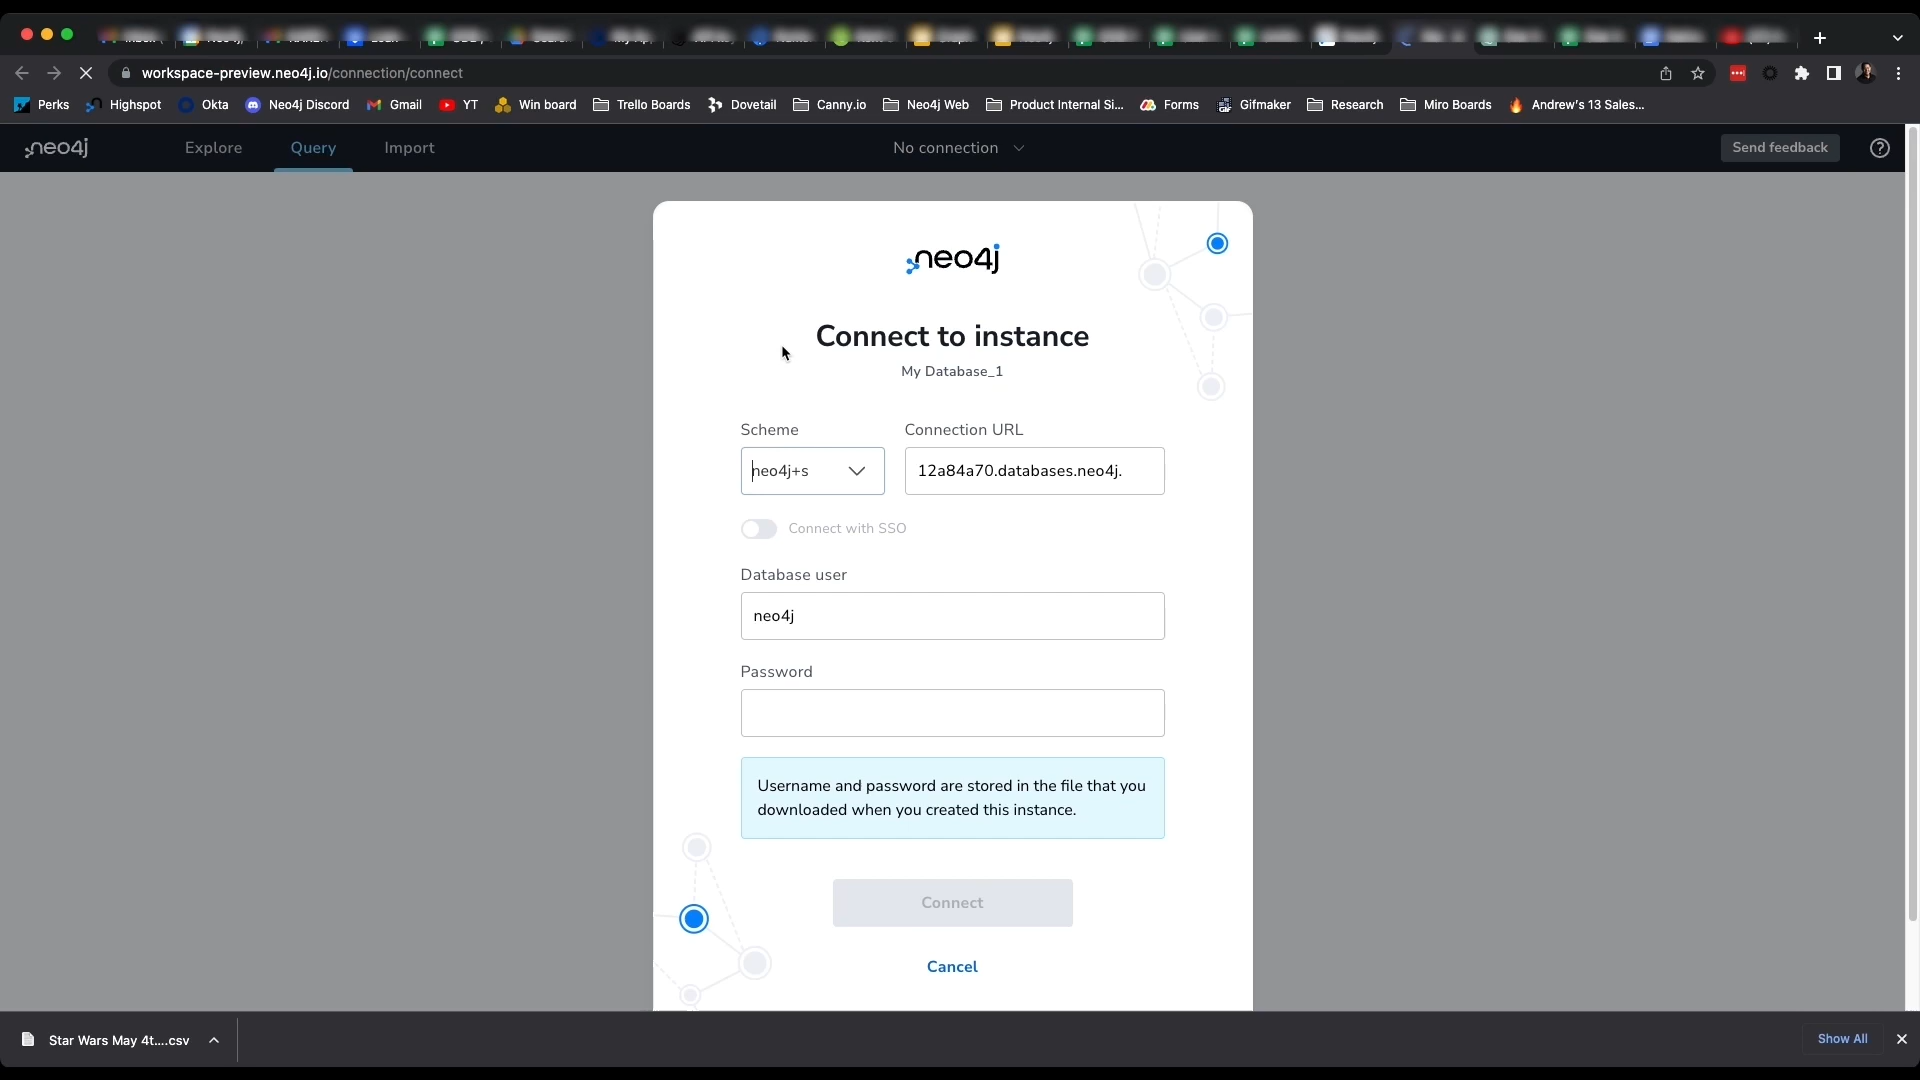 workspace-preview.neo4j.io/connection/connect
Perks Highspot Okta Neo4j Discord Gmail YT Win board Trello Boards Dovetail Canny.io Neo4j Web Product Internal Si... Forms Gifmaker Research Miro Boards Andrew's 13 Sales...
neo4j Explore Query Import No connection Send feedback ?
neo4j
Connect to instance
My Database_1
Scheme Connection URL
neo4j+s 12a84a70.databases.neo4j.
Connect with SSO
Database user
neo4j
Password
Username and password are stored in the file that you
downloaded when you created this instance.
Connect
Cancel
Star Wars May 4t....csv Show All